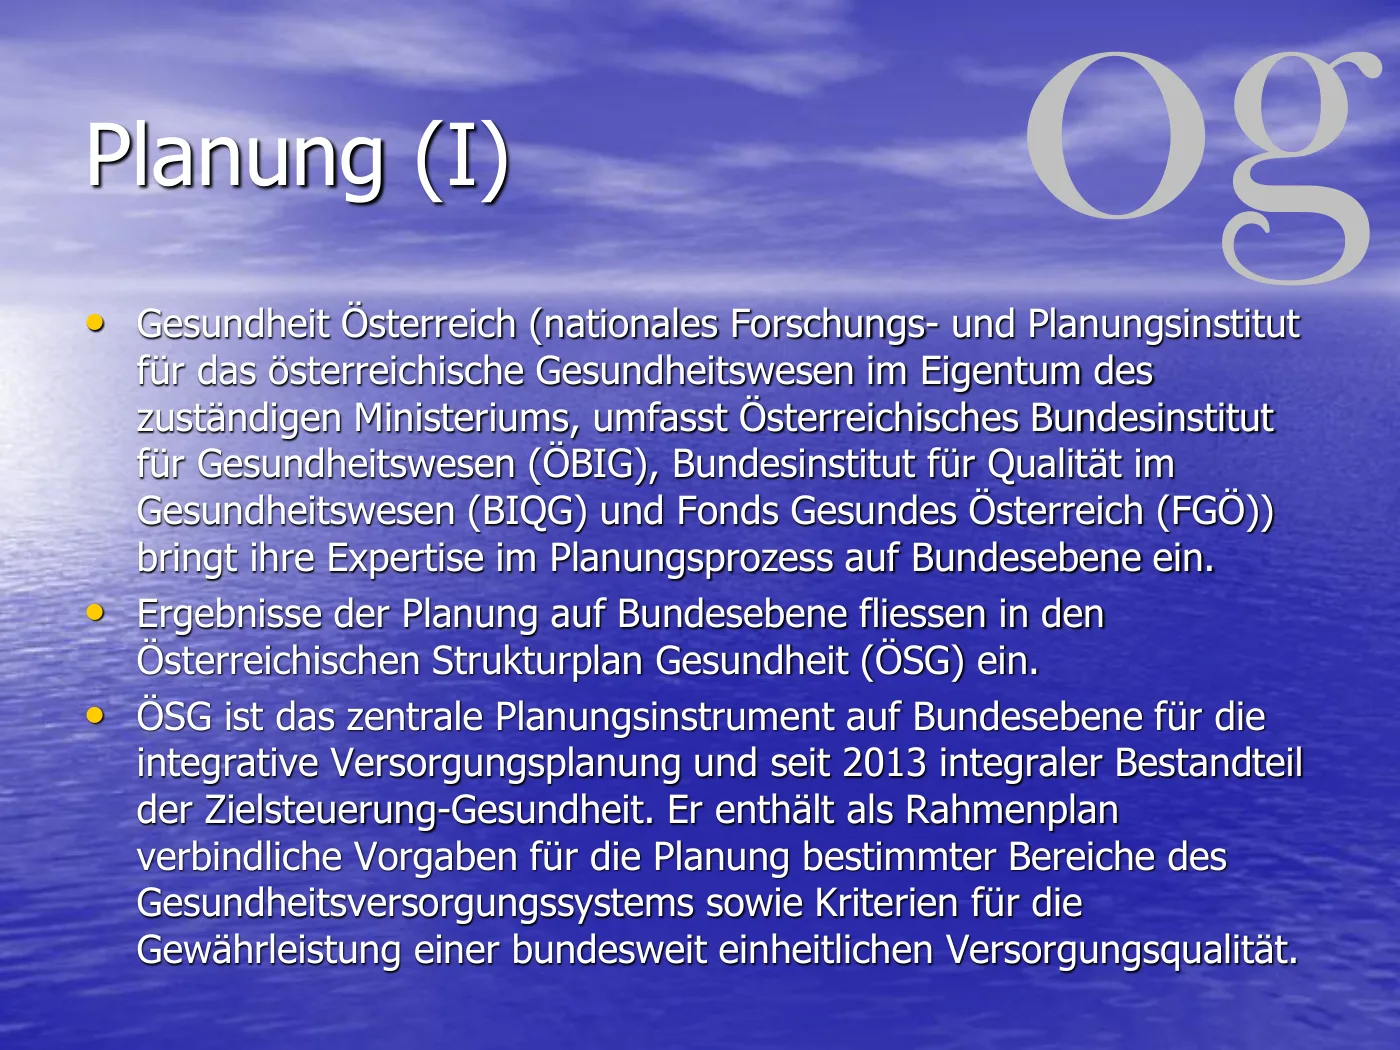 og
Planung (I)
• Gesundheit Österreich (nationales Forschungs- und Planungsinstitut
für das österreichische Gesundheitswesen im Eigentum des
zuständigen Ministeriums, umfasst Österreichisches Bundesinstitut
für Gesundheitswesen (ÖBIG), Bundesinstitut für Qualität im
Gesundheitswesen (BIQG) und Fonds Gesundes Österreich (FGÖ))
bringt ihre Expertise im Planungsprozess auf Bundesebene ein.
• Ergebnisse der Planung auf Bundesebene fliessen in den
Österreichischen Strukturplan Gesundheit (ÖSG) ein.
• ÖSG ist das zentrale Planungsinstrument auf Bundesebene für die
integrative Versorgungsplanung und seit 2013 integraler Bestandteil
der Zielsteuerung-Gesundheit. Er enthält als Rahmenplan
verbindliche Vorgaben für die Planung bestimmter Bereiche des
Gesundheitsversorgungssystems sowie Kriterien für die
Gewährleistung einer bundesweit einheitlichen Versorgungsqualität.